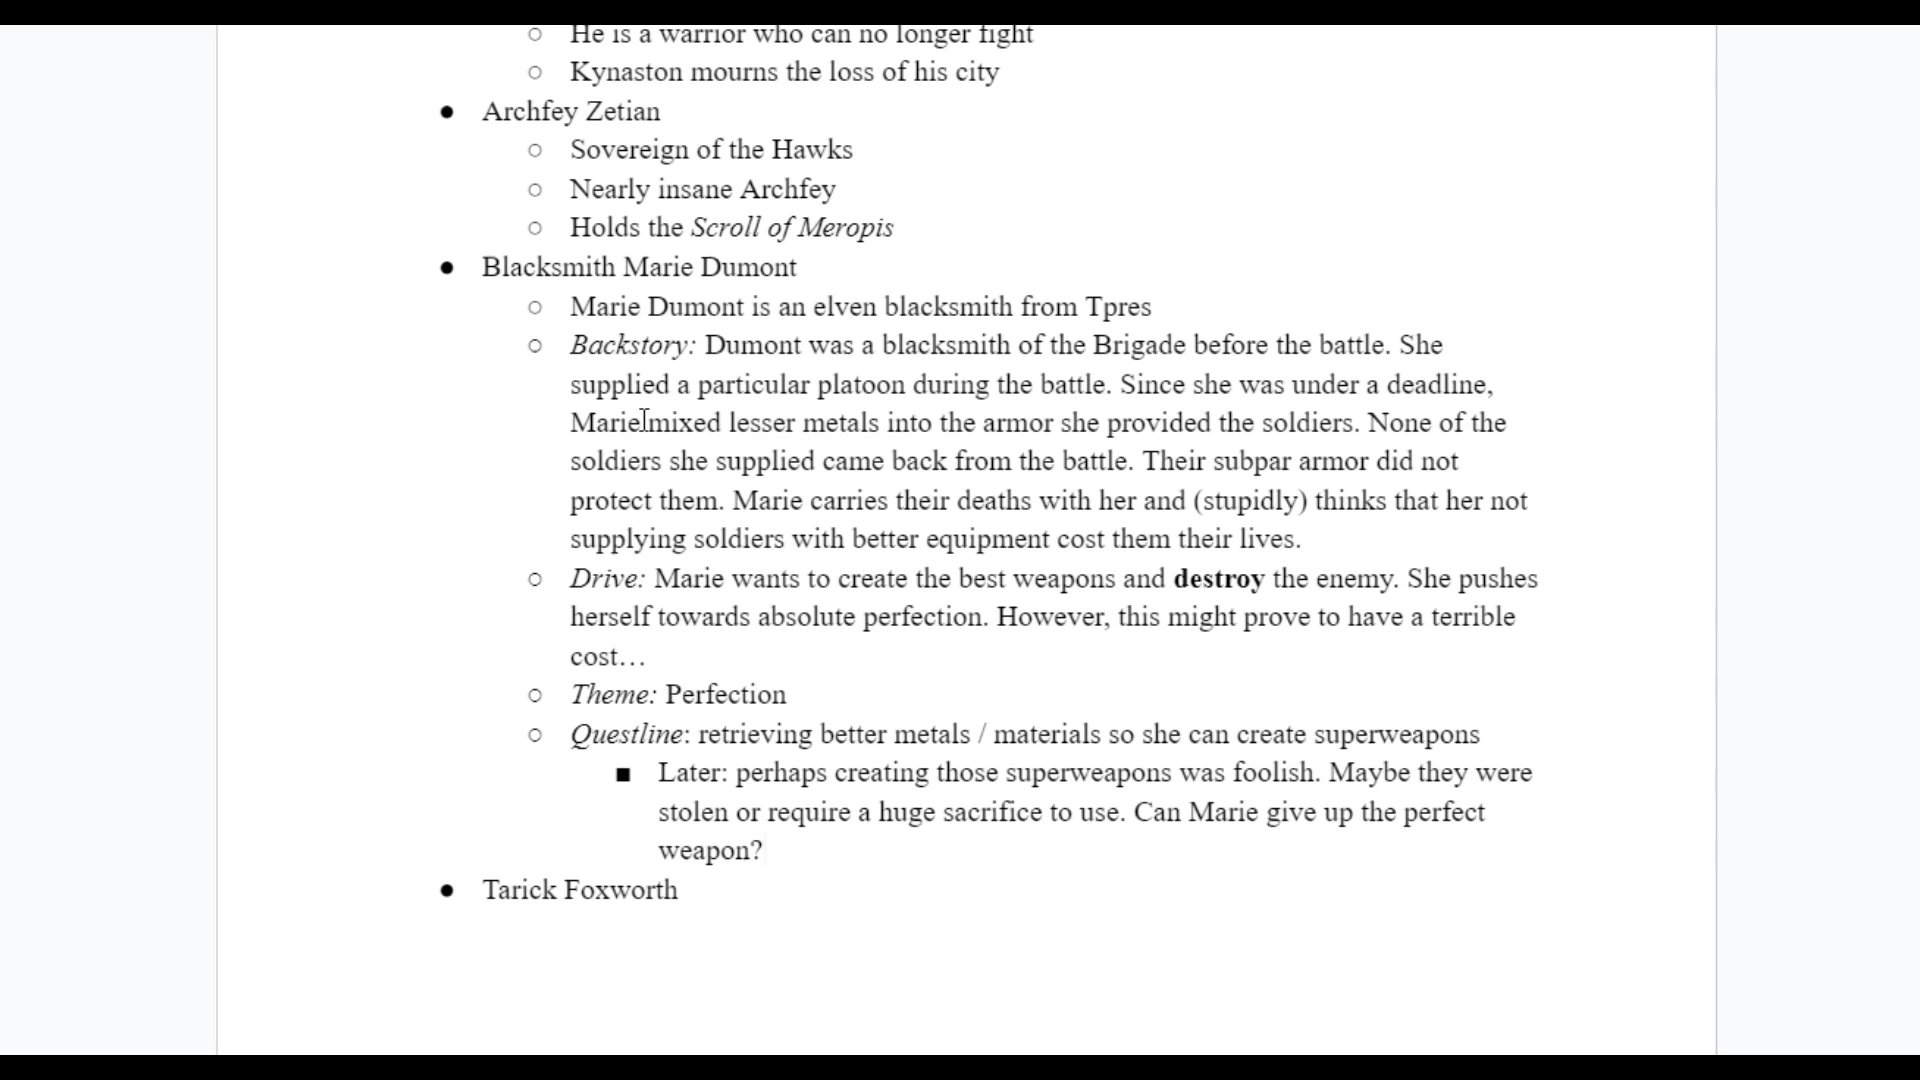 ○ He is a warrior who can no longer fight
○ Kynaston mourns the loss of his city
● Archfey Zetian
○ Sovereign of the Hawks
○ Nearly insane Archfey
○ Holds the Scroll of Meropis
● Blacksmith Marie Dumont
○ Marie Dumont is an elven blacksmith from Tpres
○ Backstory: Dumont was a blacksmith of the Brigade before the battle. She
supplied a particular platoon during the battle. Since she was under a deadline,
Marie mixed lesser metals into the armor she provided the soldiers. None of the
soldiers she supplied came back from the battle. Their subpar armor did not
protect them. Marie carries their deaths with her and (stupidly) thinks that her not
supplying soldiers with better equipment cost them their lives.
○ Drive: Marie wants to create the best weapons and destroy the enemy. She pushes
herself towards absolute perfection. However, this might prove to have a terrible
cost…
○ Theme: Perfection
○ Questline: retrieving better metals / materials so she can create superweapons
■ Later: perhaps creating those superweapons was foolish. Maybe they were
stolen or require a huge sacrifice to use. Can Marie give up the perfect
weapon?
● Tarick Foxworth